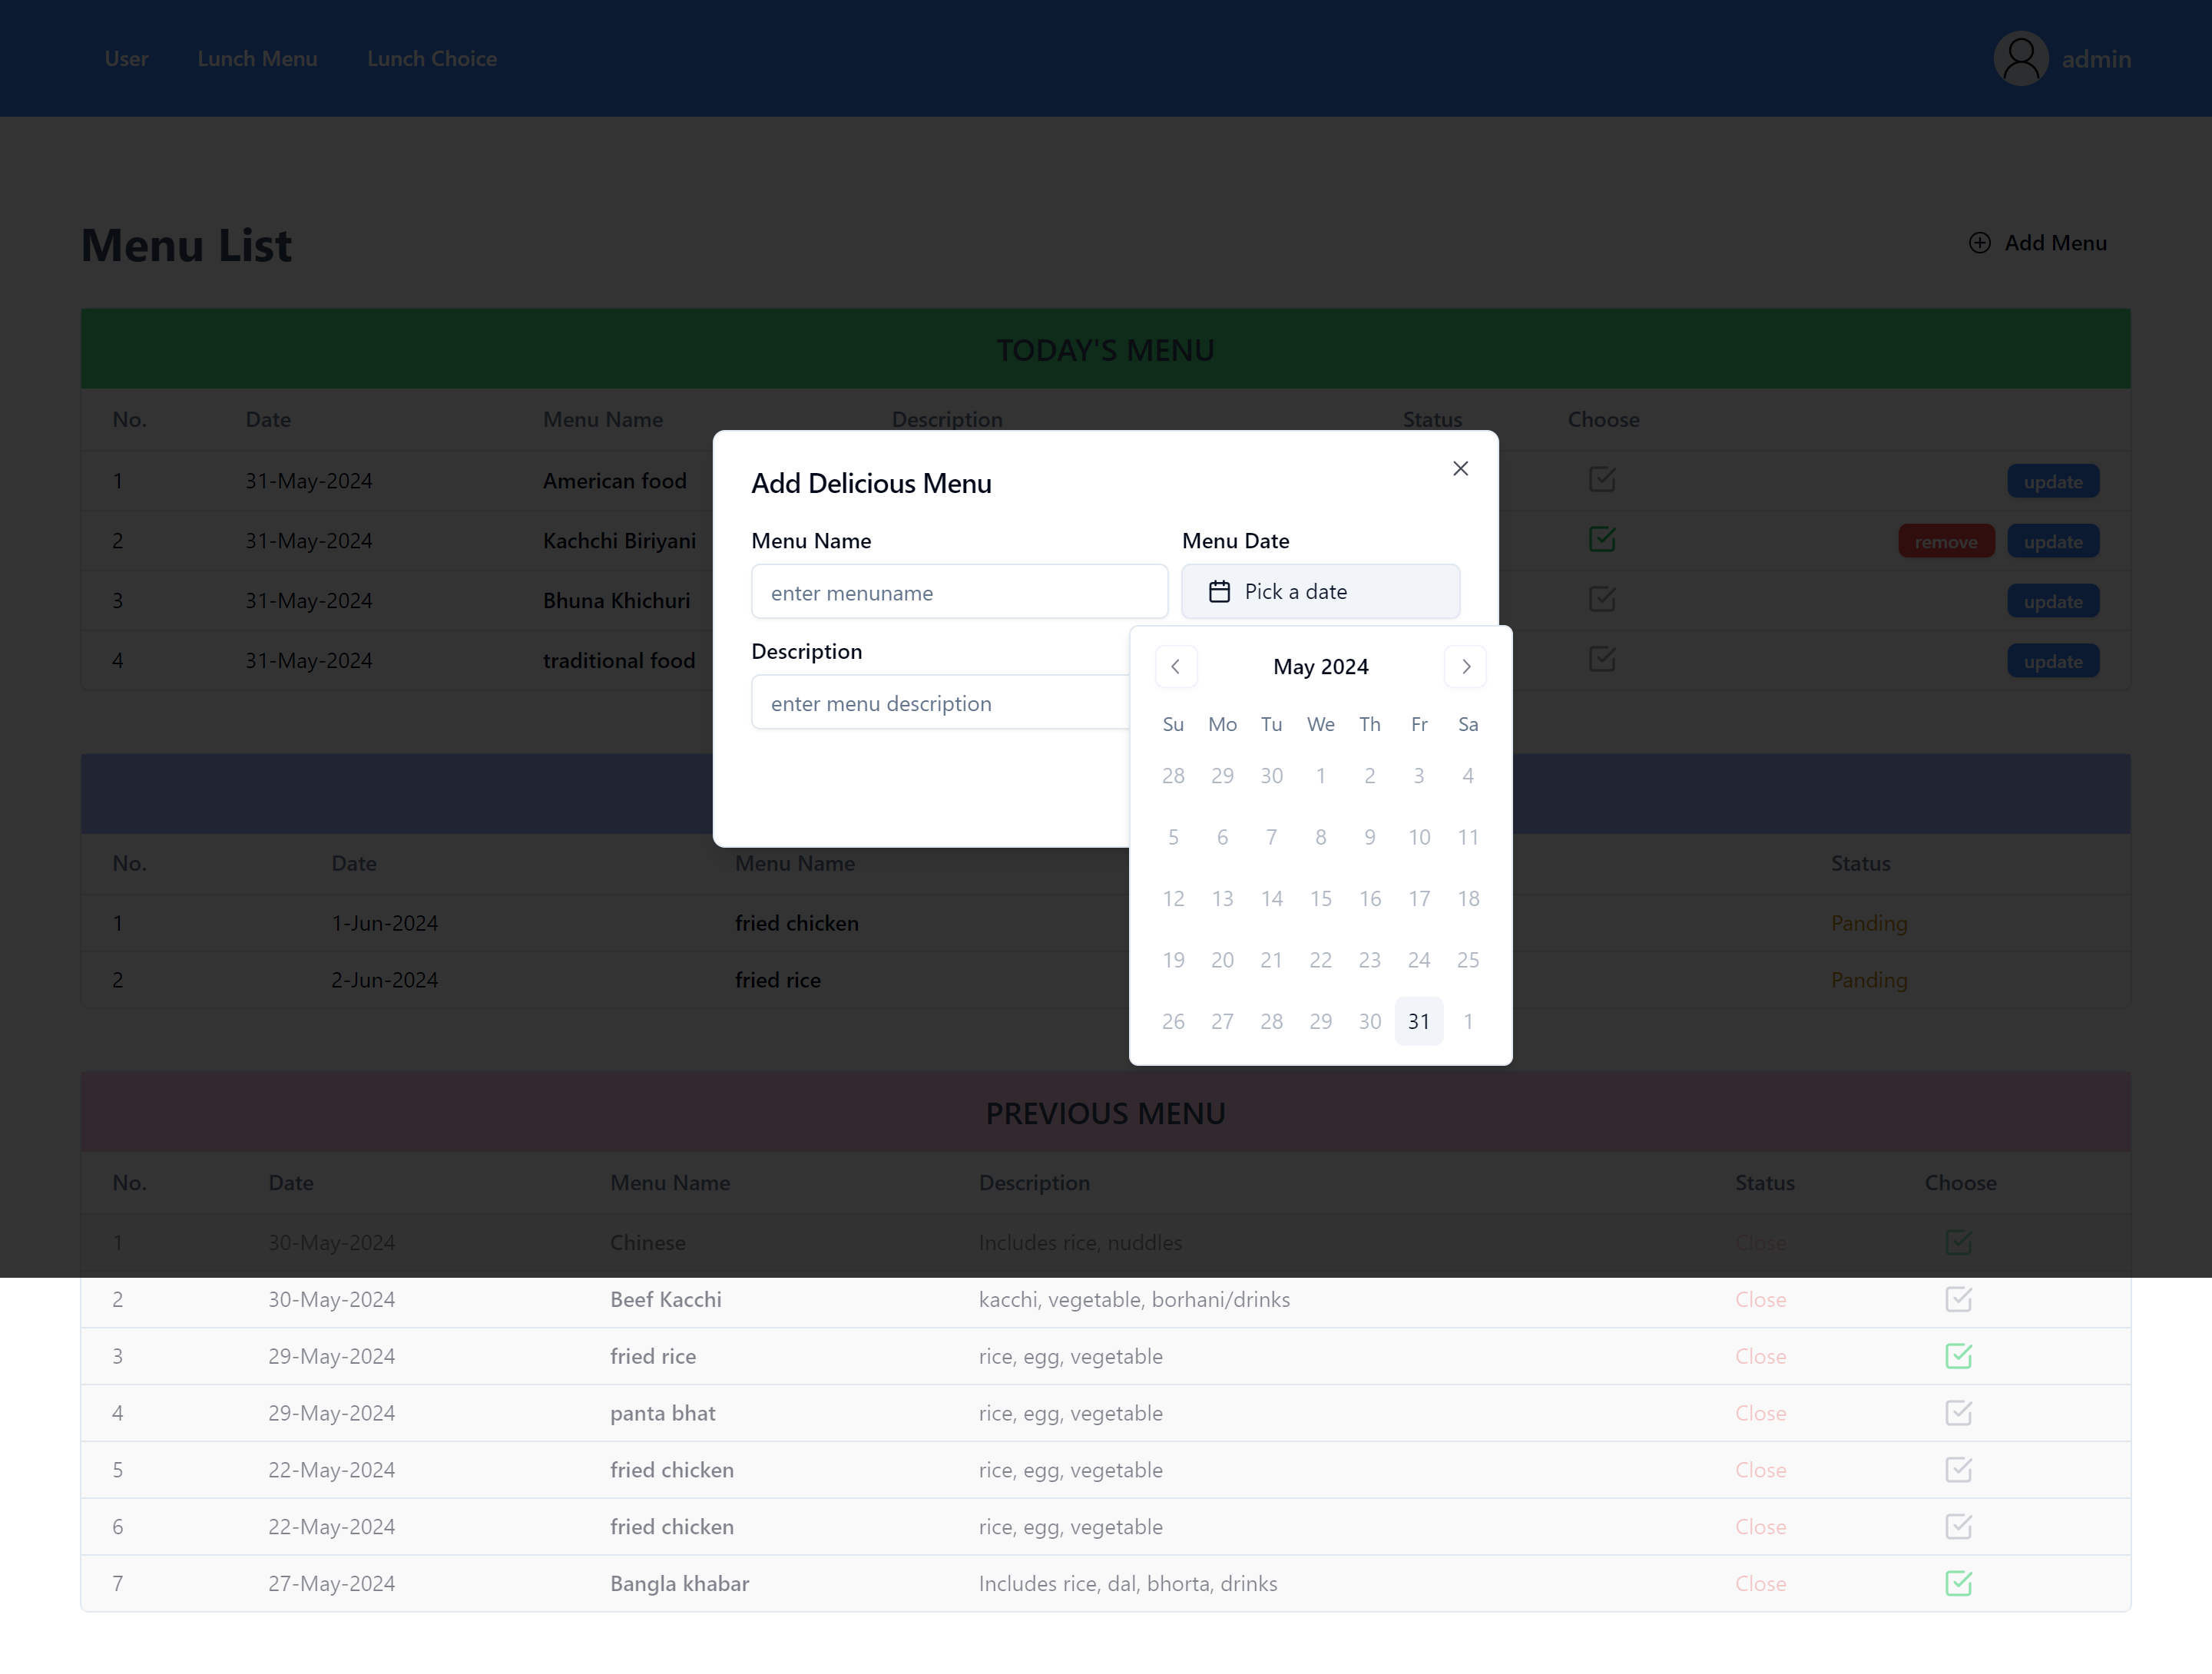 User Lunch Menu Lunch Choice admin
Menu List Add Menu
TODAY'S MENU
No. Date Menu Name Description Status Choose
1 31-May-2024 American food update
2 31-May-2024 Kachchi Biriyani remove update
3 31-May-2024 Bhuna Khichuri update
4 31-May-2024 traditional food update
Add Delicious Menu
Menu Name Menu Date
enter menuname Pick a date
Description
enter menu description
May 2024
Su Mo Tu We Th Fr Sa
28 29 30 1 2 3 4
5 6 7 8 9 10 11
12 13 14 15 16 17 18
19 20 21 22 23 24 25
26 27 28 29 30 31 1
No. Date Menu Name Status
1 1-Jun-2024 fried chicken Panding
2 2-Jun-2024 fried rice Panding
PREVIOUS MENU
No. Date Menu Name Description Status Choose
1 30-May-2024 Chinese Includes rice, nuddles Close
2 30-May-2024 Beef Kacchi kacchi, vegetable, borhani/drinks Close
3 29-May-2024 fried rice rice, egg, vegetable Close
4 29-May-2024 panta bhat rice, egg, vegetable Close
5 22-May-2024 fried chicken rice, egg, vegetable Close
6 22-May-2024 fried chicken rice, egg, vegetable Close
7 27-May-2024 Bangla khabar Includes rice, dal, bhorta, drinks Close